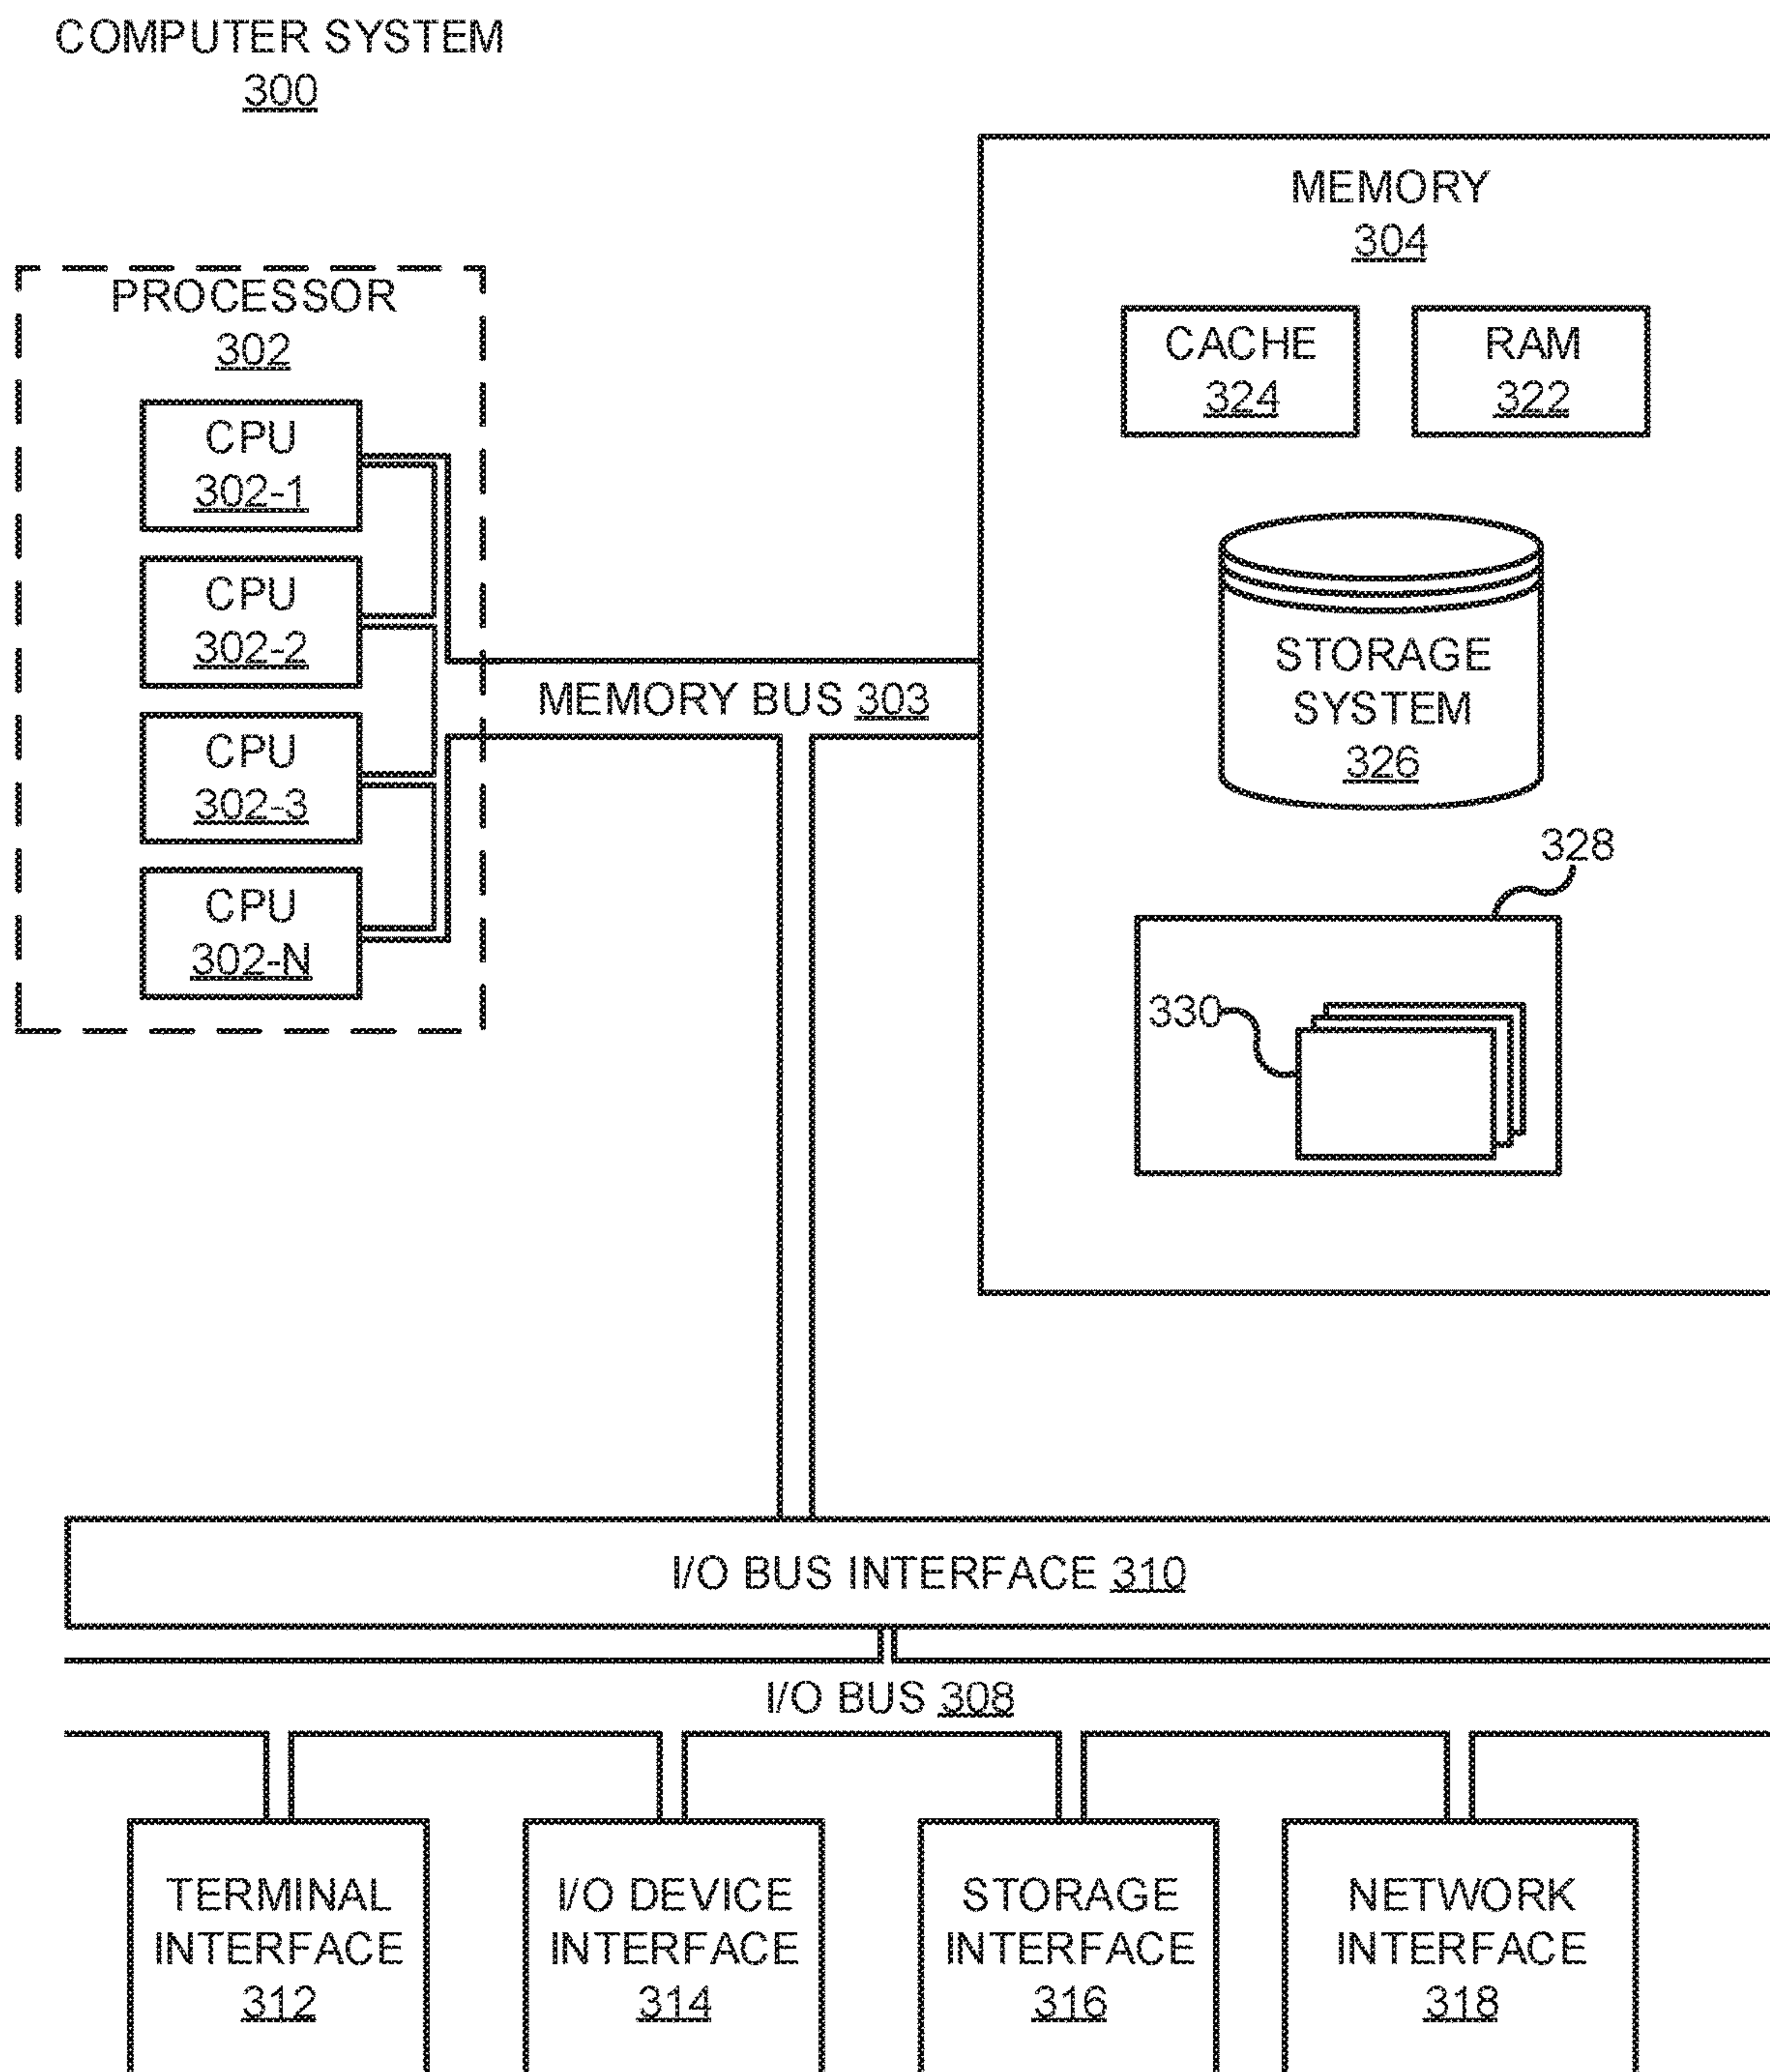 COMPUTER SYSTEM
300
MEMORY
304
PROCESSOR
302
CACHE
324
RAM
322
CPU
302-1
CPU
302-2
CPU
302-3
CPU
302-N
MEMORY BUS 303
STORAGE
SYSTEM
326
328
330
I/O BUS INTERFACE 310
I/O BUS 308
TERMINAL
INTERFACE
312
I/O DEVICE
INTERFACE
314
STORAGE
INTERFACE
316
NETWORK
INTERFACE
318